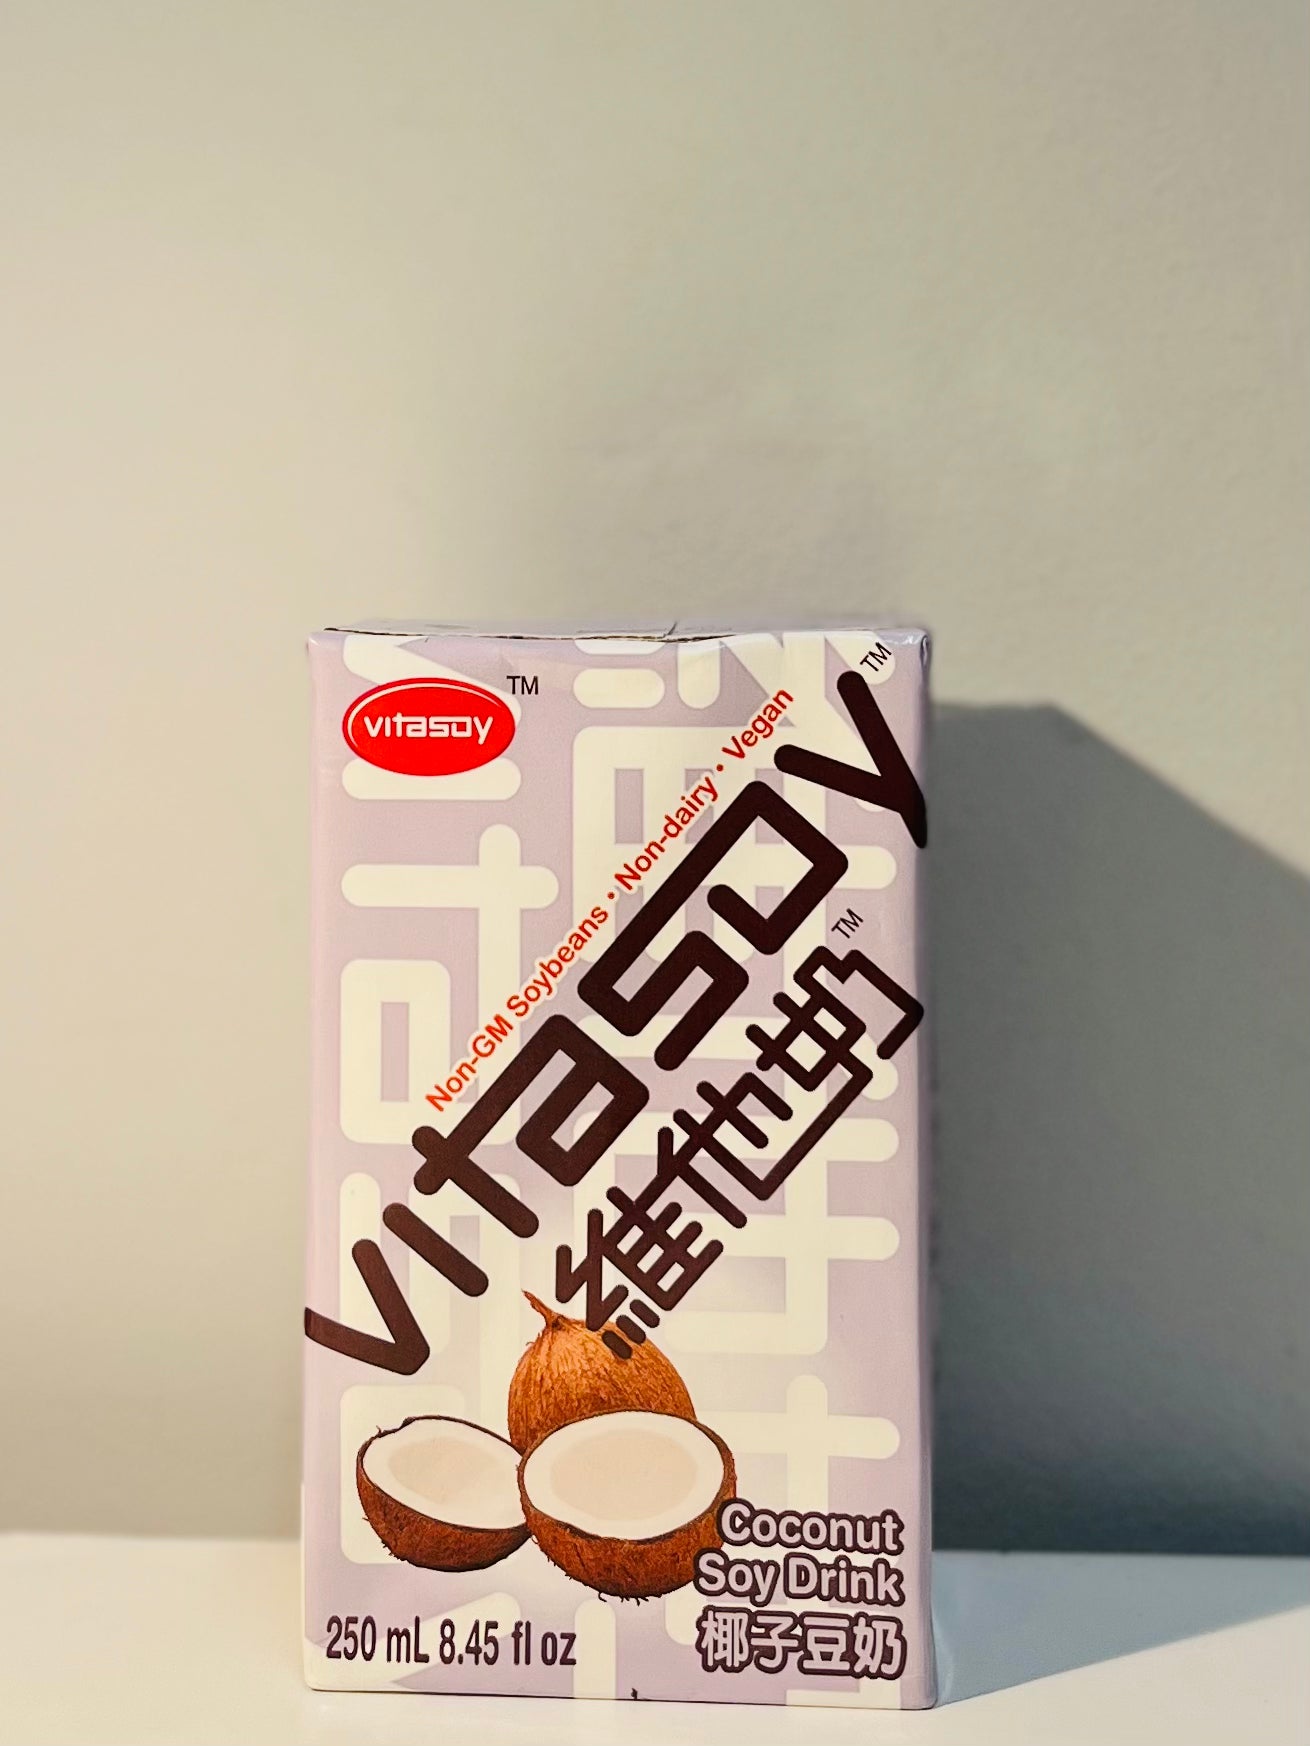 vitasoy TM
Non-GM Soybeans • Non-dairy • Vegan
vitasoy TM
維他奶 TM
Coconut
Soy Drink
椰子豆奶
250 mL 8.45 fl oz